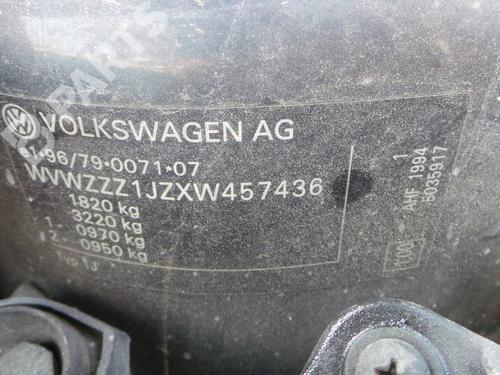 VOLKSWAGEN AG
e1*96/79*0071*07
WVWZZZ1JZXW457436
1820 kg
3220 kg
1 - 0970 kg
2 - 0950 kg
Typ 1J
1
AHF 1994
5035917
PARTS